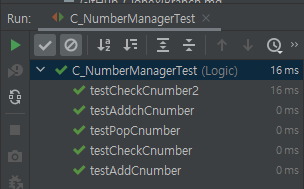 Run:
C_NumberManagerTest ×
»
C_NumberManagerTest (Logic) 16 ms
testCheckCnumber2 16 ms
testAddchCnumber 0 ms
testPopCnumber 0 ms
testCheckCnumber 0 ms
testAddCnumber 0 ms